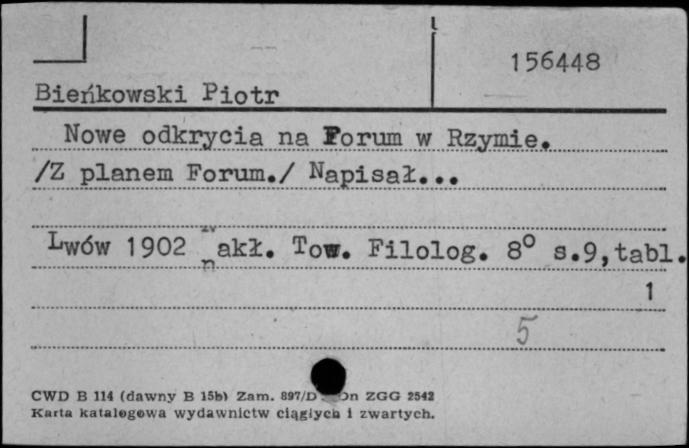 156448
Bieńkowski Piotr
Nowe odkrycia na Forum w Rzymie.
/Z planem Forum./ Napisał...
Lwów 1902 nakł. Tow. Filolog. 8° s.9,tabl.
1
5
CWD B 114 (dawny B 15b) Zam. 897/D ZGG 2542
Karta katalogowa wydawnictw ciągłych i zwartych.